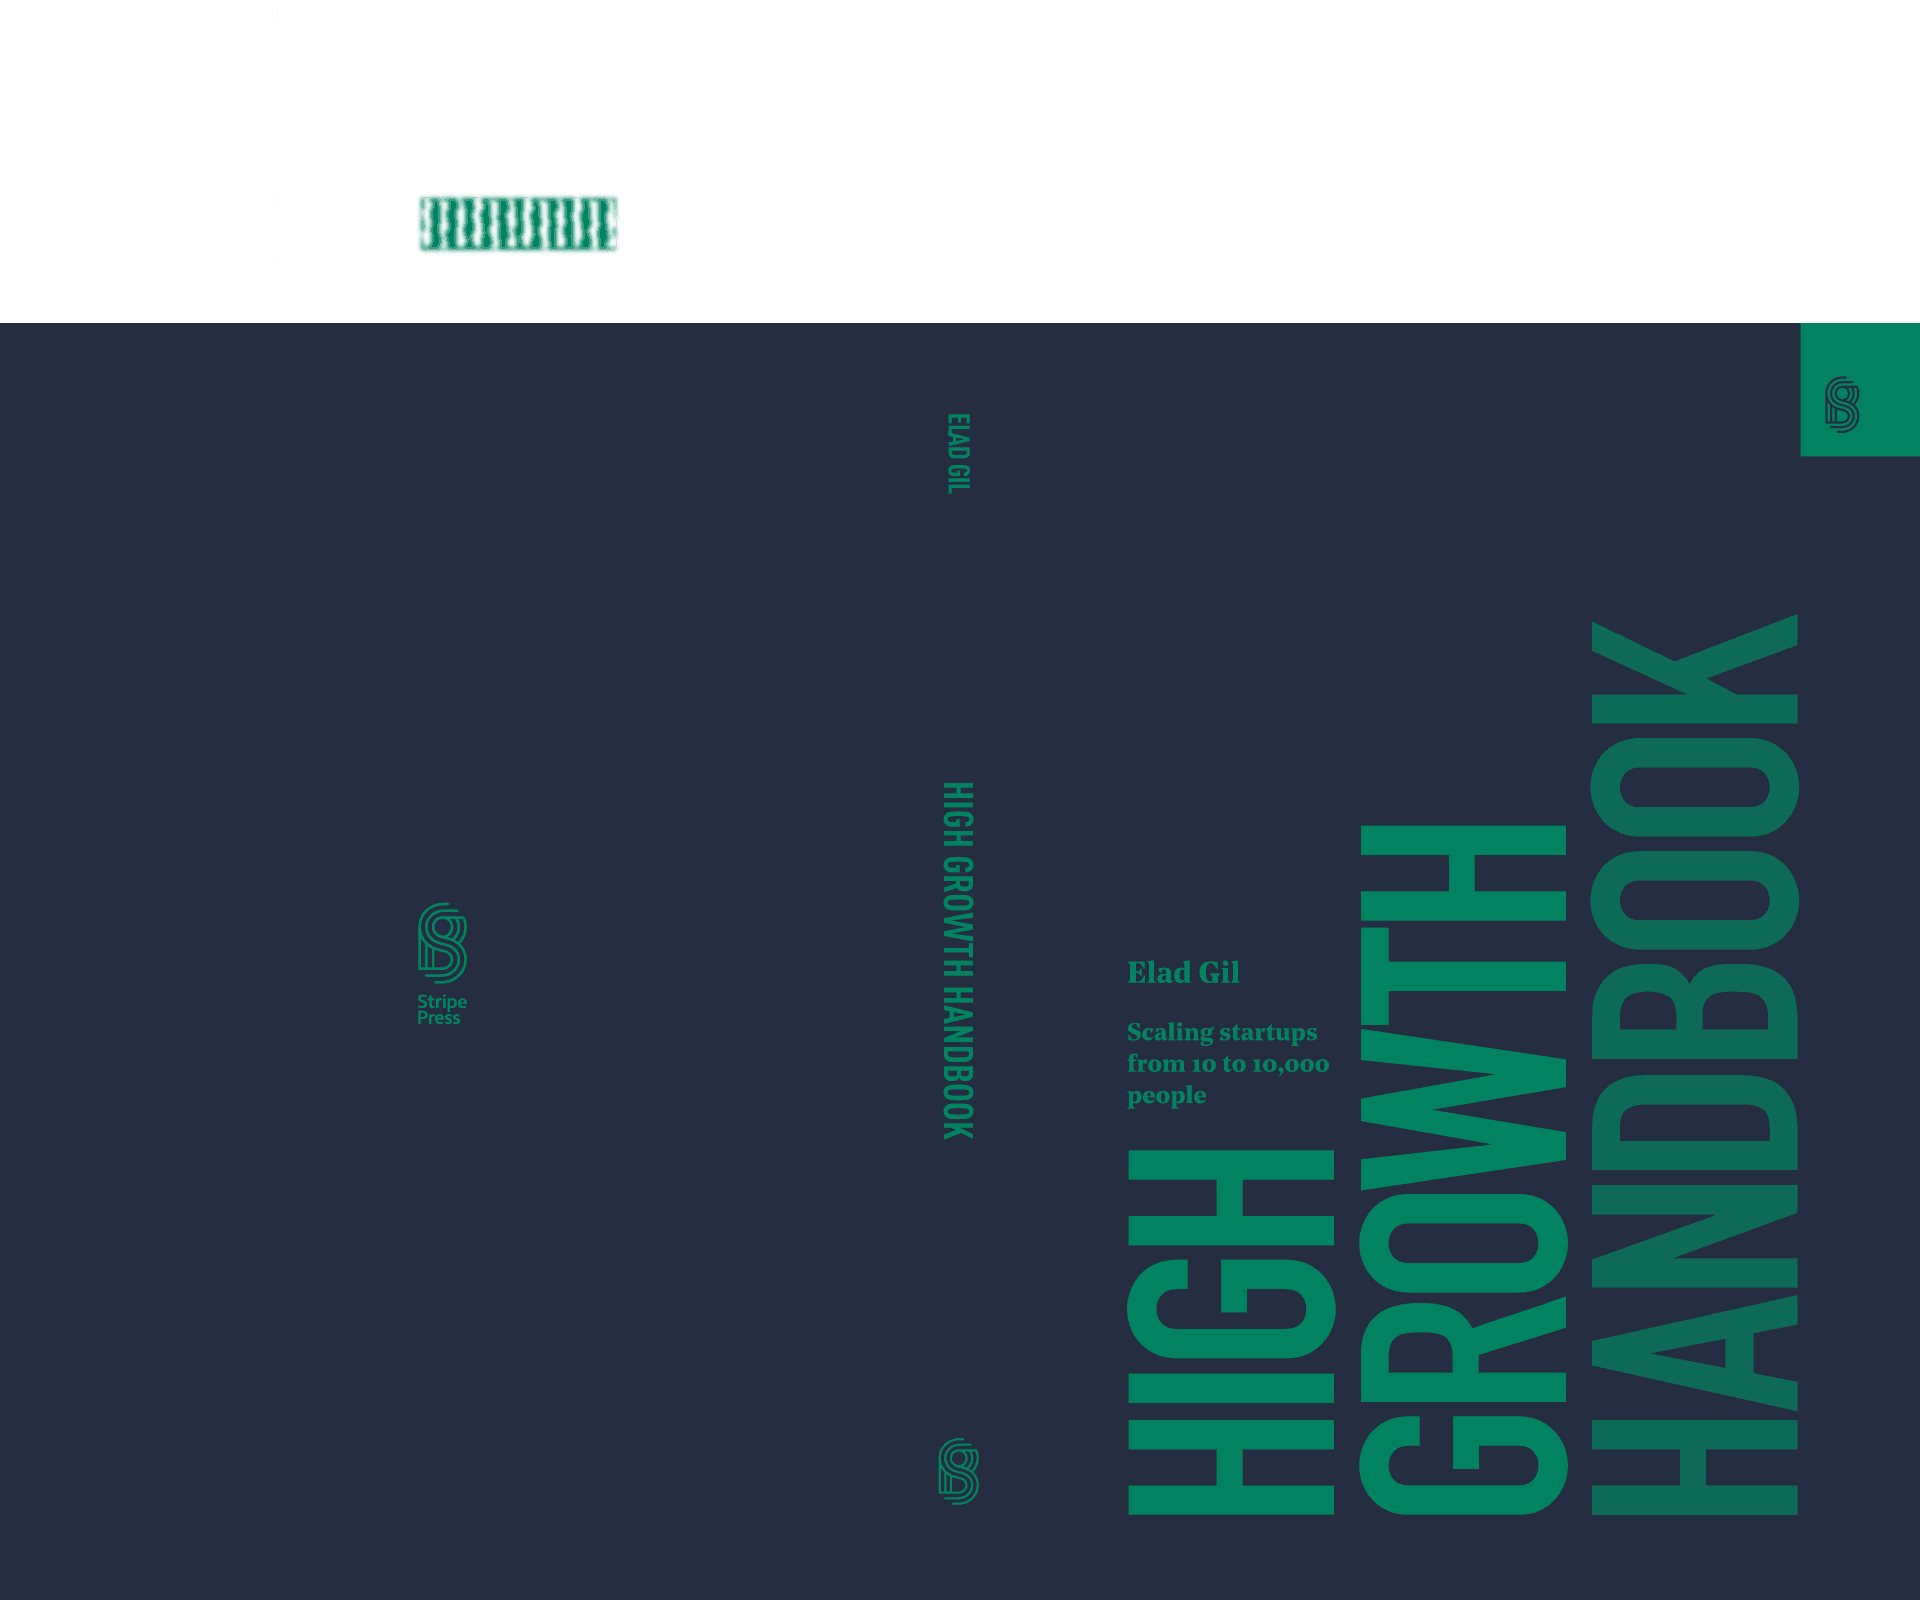 Stripe
Press
ELAD GIL
HIGH GROWTH HANDBOOK
Elad Gil
Scaling startups
from 10 to 10,000
people
HIGH
GROWTH
HANDBOOK